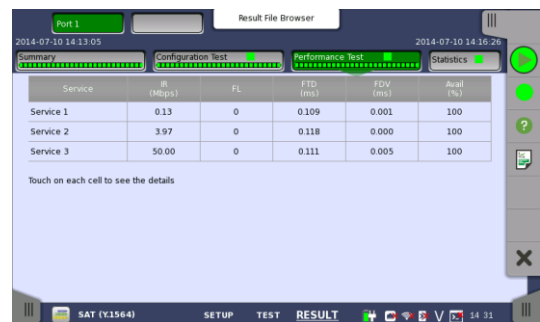 Port 1
Result File Browser
2014-07-10 14:13:05
2014-07-10 14:16:26
Summary
Configuration Test
Performance Test
Statistics
Service IR (Mbps) FL FTD (ms) FDV (ms) Avail (%)
Service 1 0.13 0 0.109 0.001 100
Service 2 3.97 0 0.118 0.000 100
Service 3 50.00 0 0.111 0.005 100
Touch on each cell to see the details
SAT (Y.1564) SETUP TEST RESULT 14 31